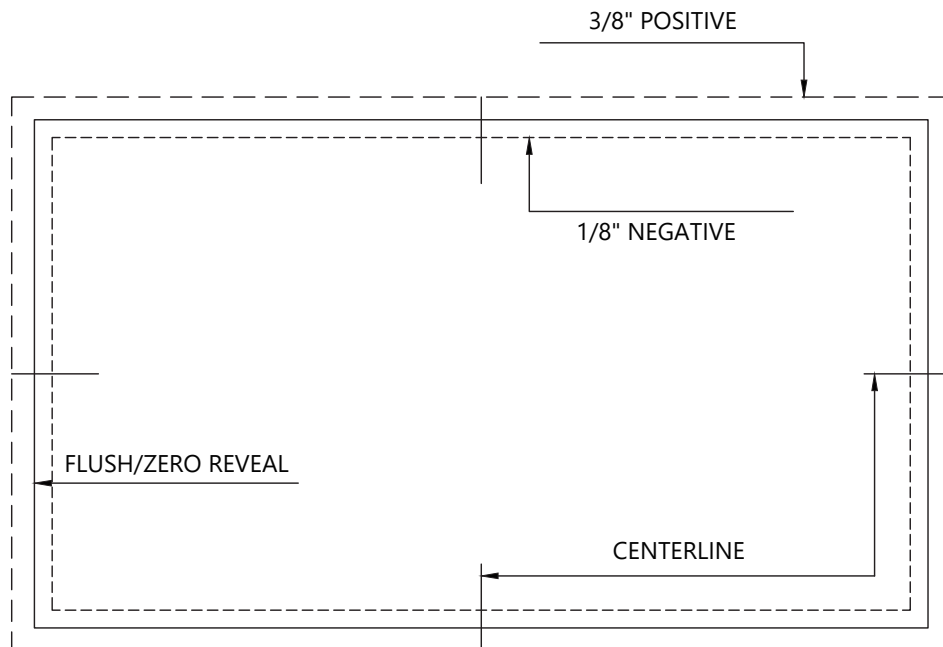 3/8" POSITIVE
1/8" NEGATIVE
FLUSH/ZERO REVEAL
CENTERLINE